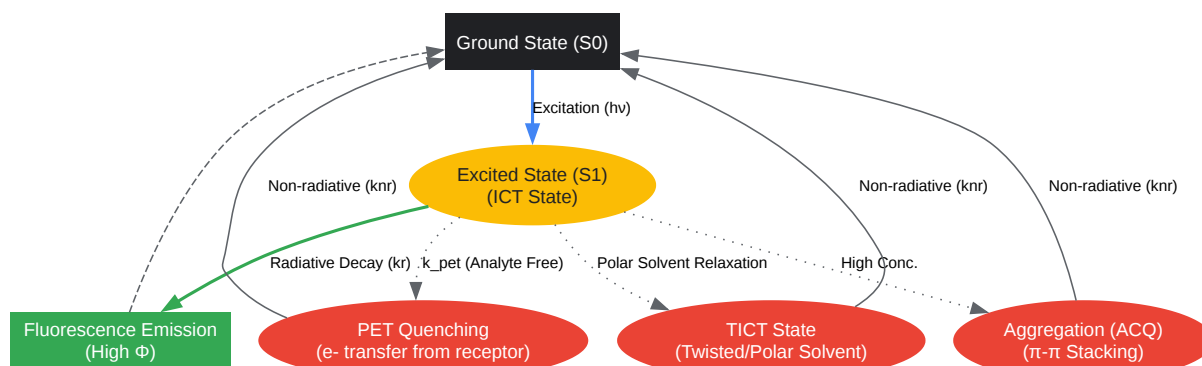 Ground State (S0)
Excitation (hν)
Excited State (S1)
(ICT State)
Non-radiative (knr)
Non-radiative (knr)
Non-radiative (knr)
Radiative Decay (kr)
k_pet (Analyte Free)
Polar Solvent Relaxation
High Conc.
Fluorescence Emission
(High Φ)
PET Quenching
(e- transfer from receptor)
TICT State
(Twisted/Polar Solvent)
Aggregation (ACQ)
(π-π Stacking)